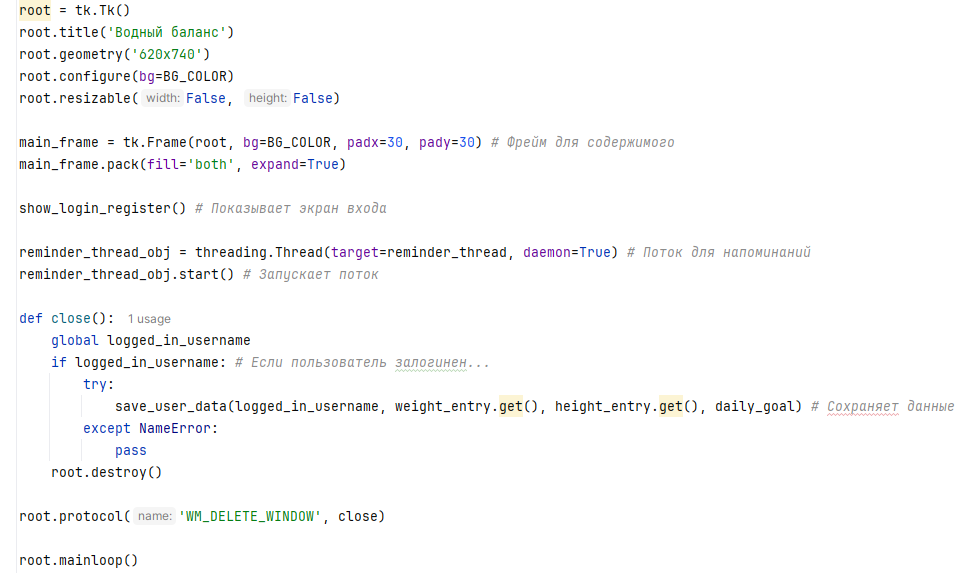 root = tk.Tk()
root.title('Водный баланс')
root.geometry('620x740')
root.configure(bg=BG_COLOR)
root.resizable( width: False, height: False)

main_frame = tk.Frame(root, bg=BG_COLOR, padx=30, pady=30) # Фрейм для содержимого
main_frame.pack(fill='both', expand=True)

show_login_register() # Показывает экран входа

reminder_thread_obj = threading.Thread(target=reminder_thread, daemon=True) # Поток для напоминаний
reminder_thread_obj.start() # Запускает поток

def close(): 1 usage
    global logged_in_username
    if logged_in_username: # Если пользователь залогинен...
        try:
            save_user_data(logged_in_username, weight_entry.get(), height_entry.get(), daily_goal) # Сохраняет данные
        except NameError:
            pass
    root.destroy()

root.protocol( name: 'WM_DELETE_WINDOW', close)

root.mainloop()